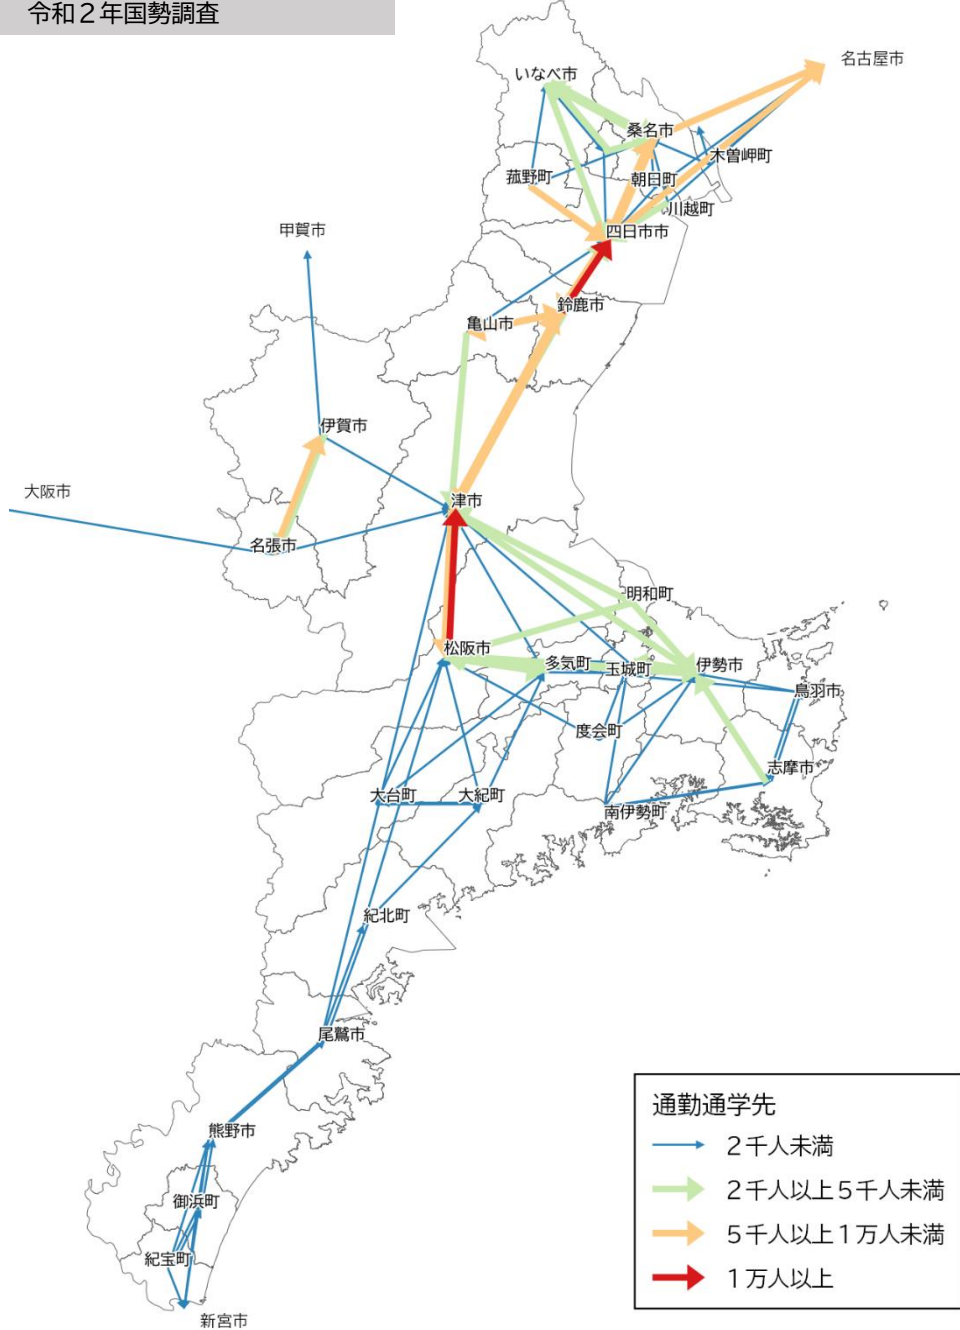 令和２年国勢調査
名古屋市
いなべ市
桑名市
木曽岬町
菰野町
朝日町
川越町
甲賀市
四日市市
鈴鹿市
亀山市
伊賀市
大阪市
津市
名張市
明和町
松阪市
多気町
玉城町
伊勢市
鳥羽市
度会町
志摩市
大台町
大紀町
南伊勢町
紀北町
尾鷲市
熊野市
御浜町
紀宝町
新宮市
通勤通学先
２千人未満
２千人以上５千人未満
５千人以上１万人未満
１万人以上